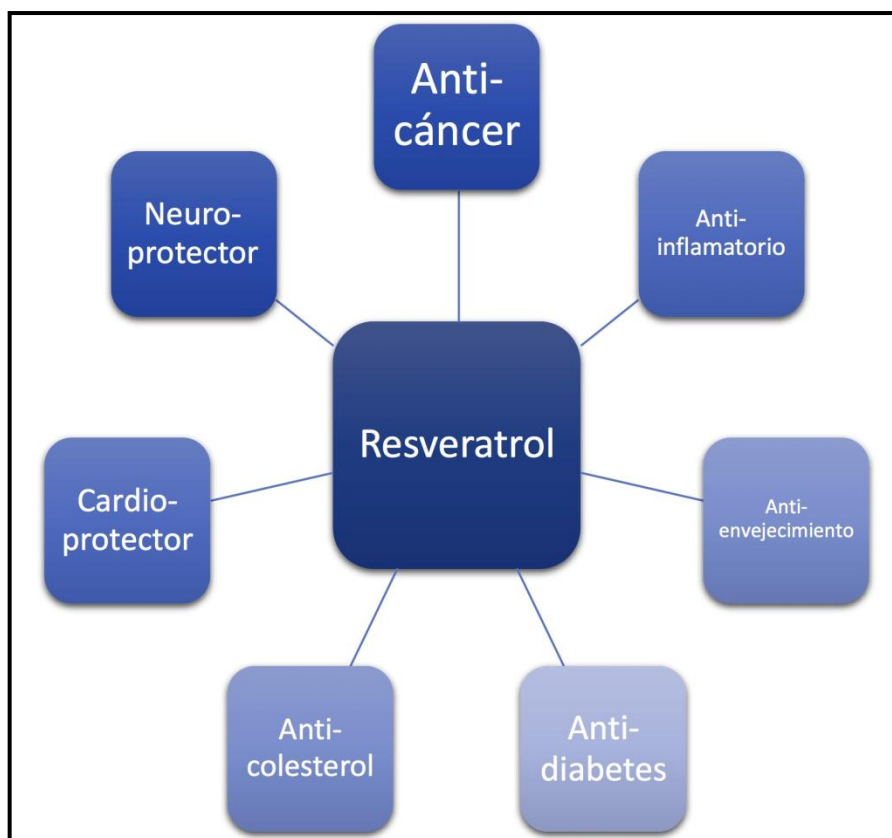 Anti-
cáncer
Neuro-
protector
Anti-
inflamatorio
Resveratrol
Cardio-
protector
Anti-
envejecimiento
Anti-
colesterol
Anti-
diabetes